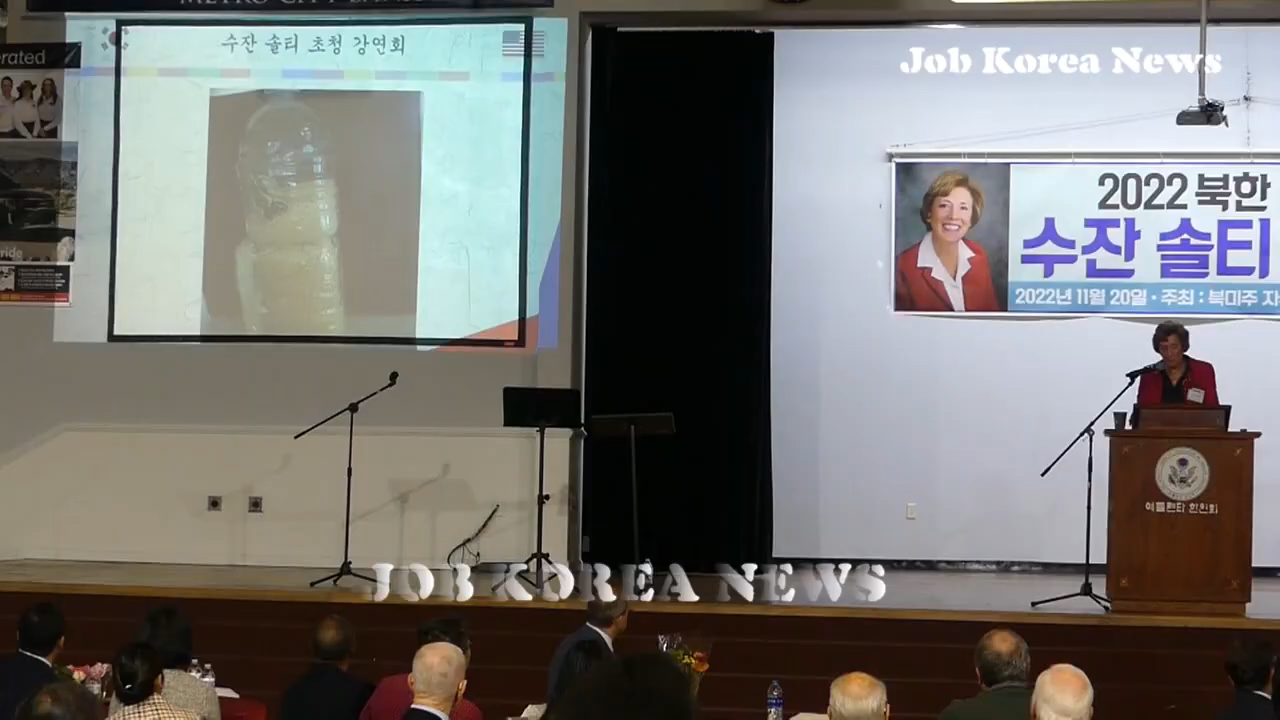 수잔 솔티 초청 강연회
Job Korea News
rated
2022 북한
수잔 솔티
2022년 11월 20일 · 주최 : 북미주 자
ride
애틀랜타 한인회
JOB KOREA NEWS